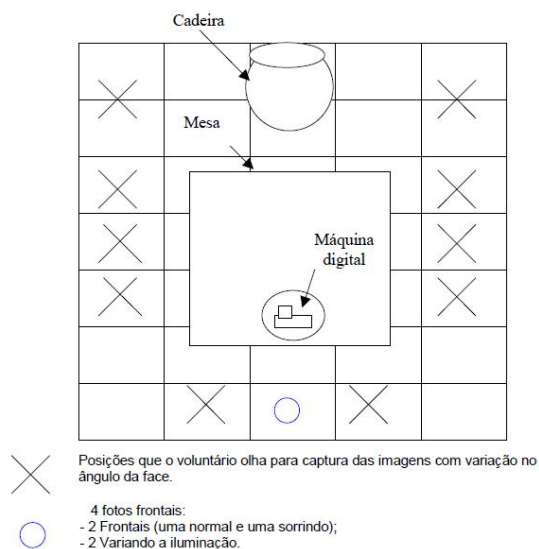 Cadeira
Mesa
Máquina
digital
Posições que o voluntário olha para captura das imagens com variação no
ângulo da face.
4 fotos frontais:
- 2 Frontais (uma normal e uma sorrindo);
- 2 Variando a iluminação.